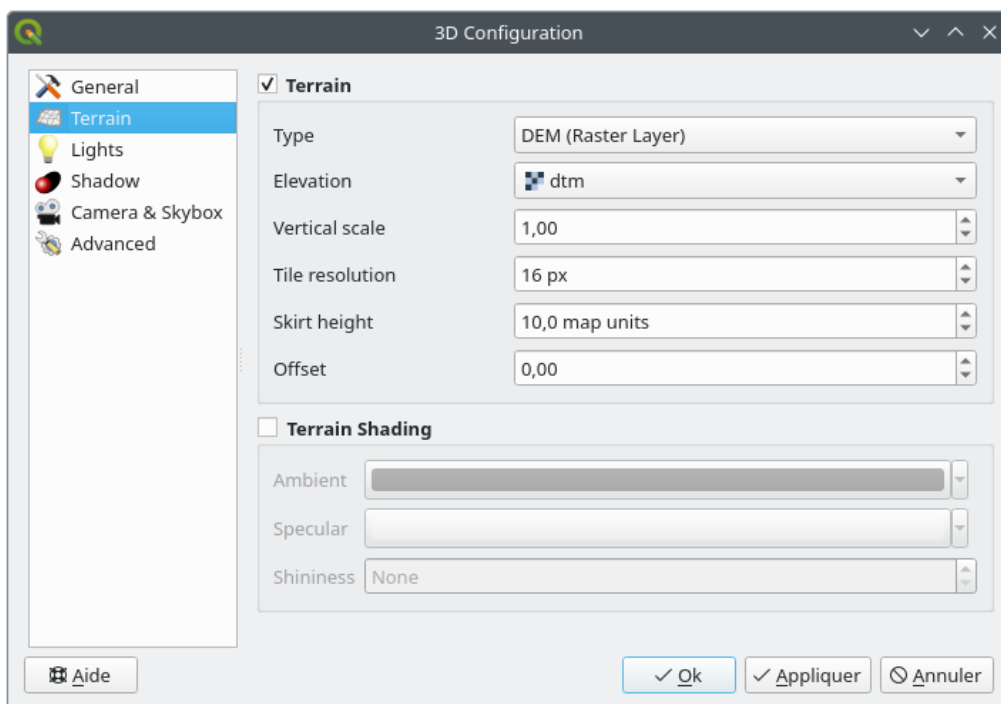 3D Configuration
General
Terrain
Lights
Shadow
Camera & Skybox
Advanced
Terrain
Type DEM (Raster Layer)
Elevation dtm
Vertical scale 1,00
Tile resolution 16 px
Skirt height 10,0 map units
Offset 0,00
Terrain Shading
Ambient
Specular
Shininess None
Aide Ok Appliquer Annuler